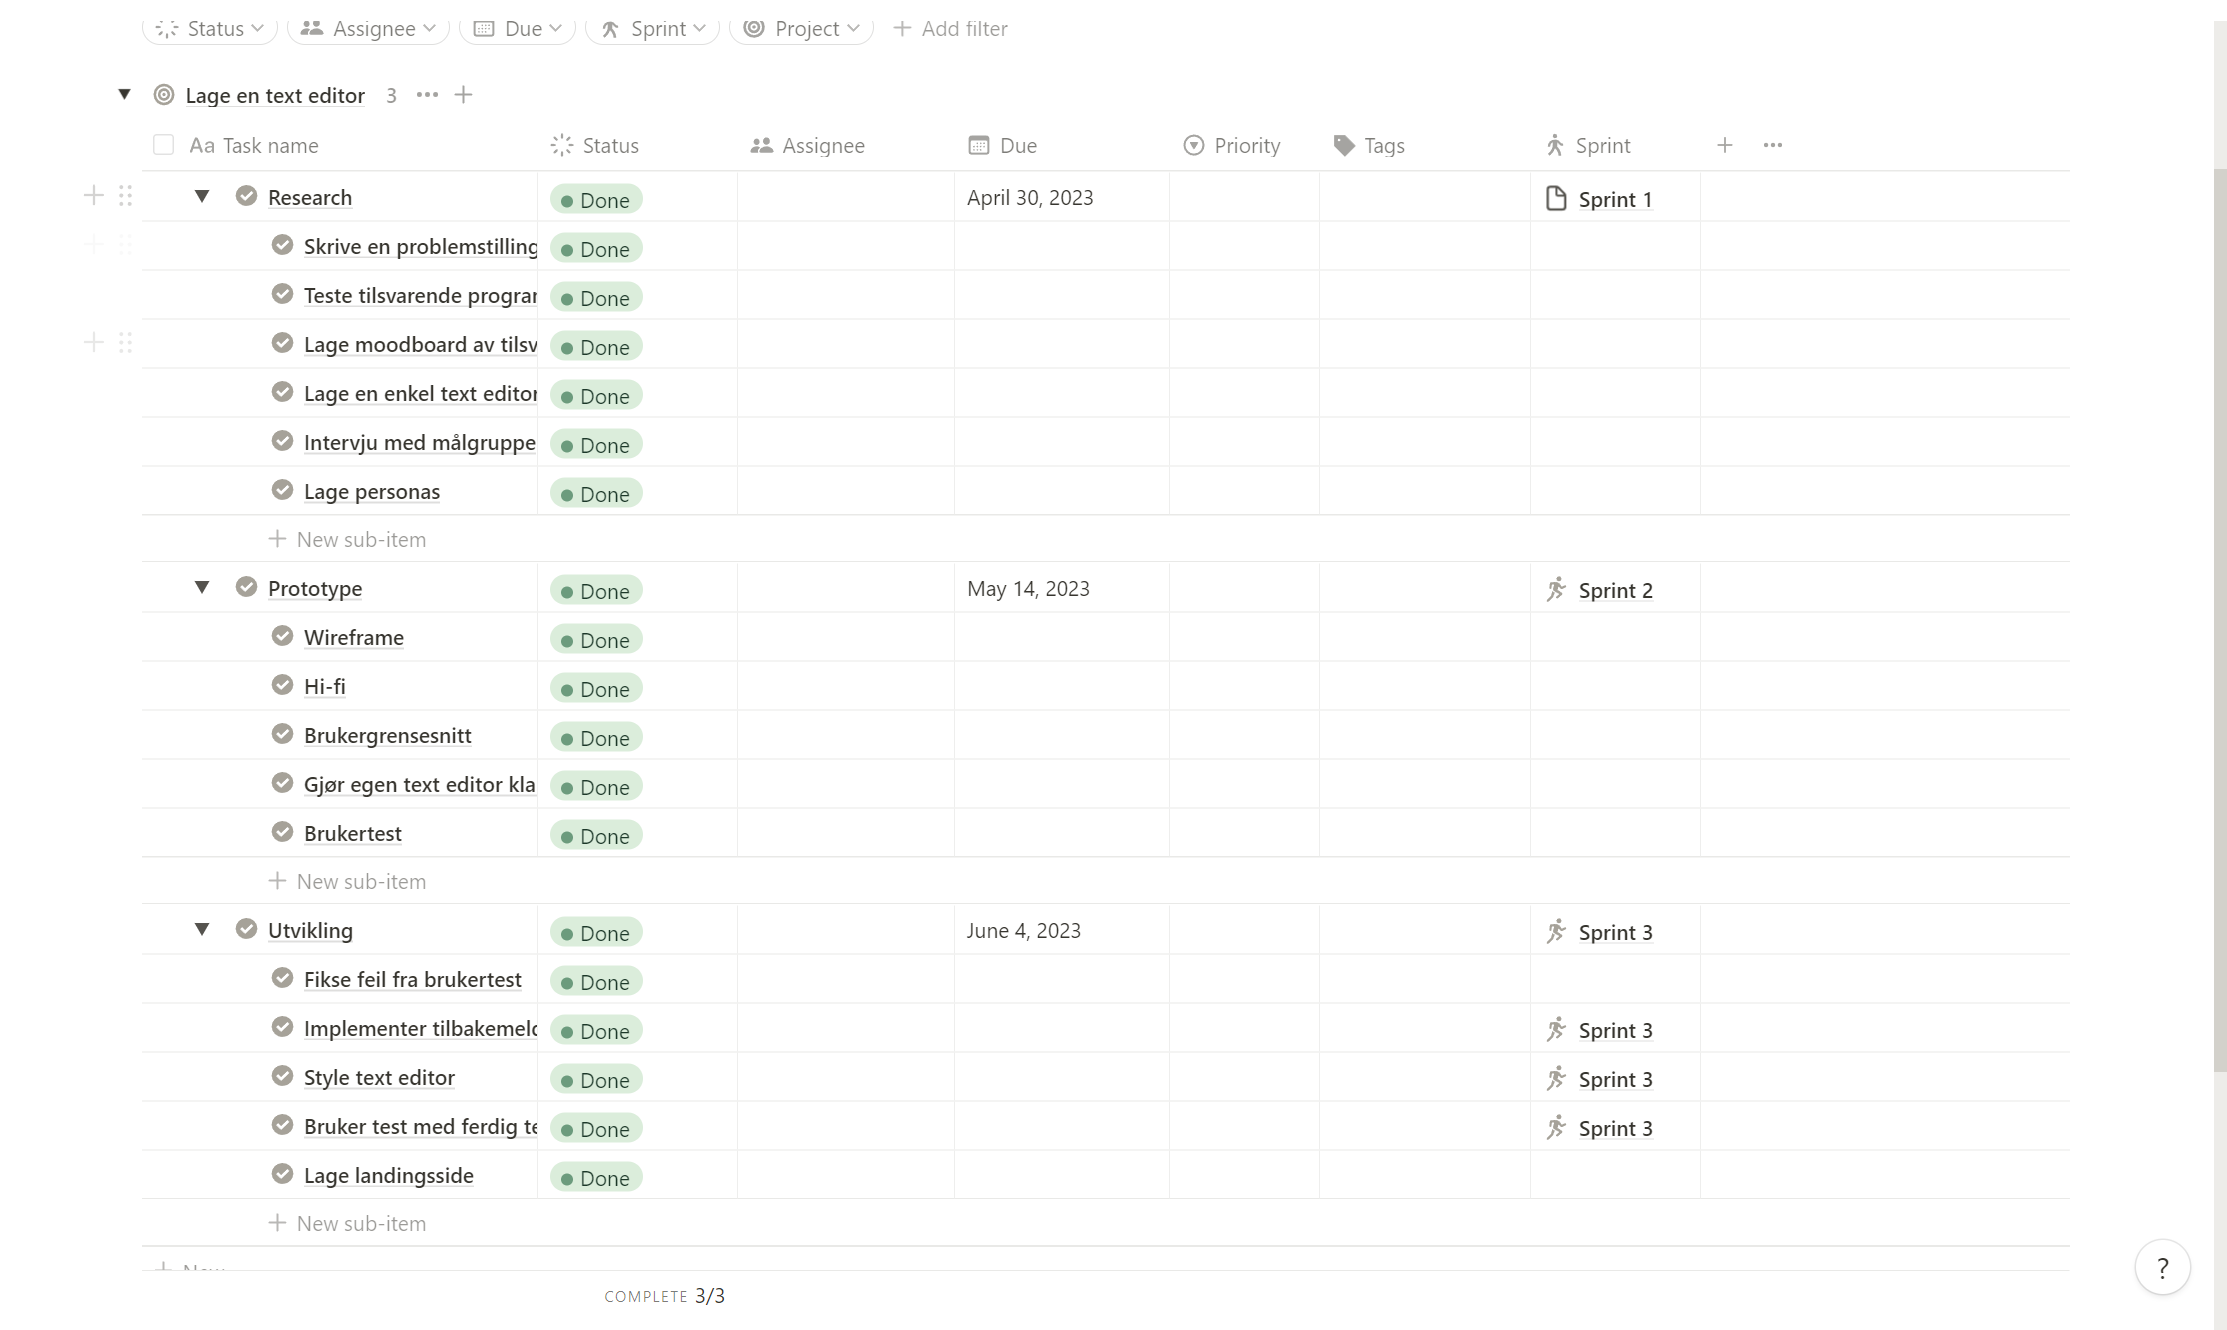 Status Assignee Due Sprint Project + Add filter
Lage en text editor 3 ••• +
Aa Task name Status Assignee Due Priority Tags Sprint + •••
Research Done April 30, 2023 Sprint 1
Skrive en problemstilling Done
Teste tilsvarende Done
Lage moodboard av Done
Lage en enkel text editor Done
Intervju med målgruppe Done
Lage personas Done
+ New sub-item
Prototype Done May 14, 2023 Sprint 2
Wireframe Done
Hi-fi Done
Brukergrensesnitt Done
Gjør egen text editor kla Done
Brukertest Done
+ New sub-item
Utvikling Done June 4, 2023 Sprint 3
Fikse feil fra brukertest Done
Implementer Done Sprint 3
Style text editor Done Sprint 3
Bruker test med ferdig Done Sprint 3
Lage landingsside Done
+ New sub-item
+ New
COMPLETE 3/3
?